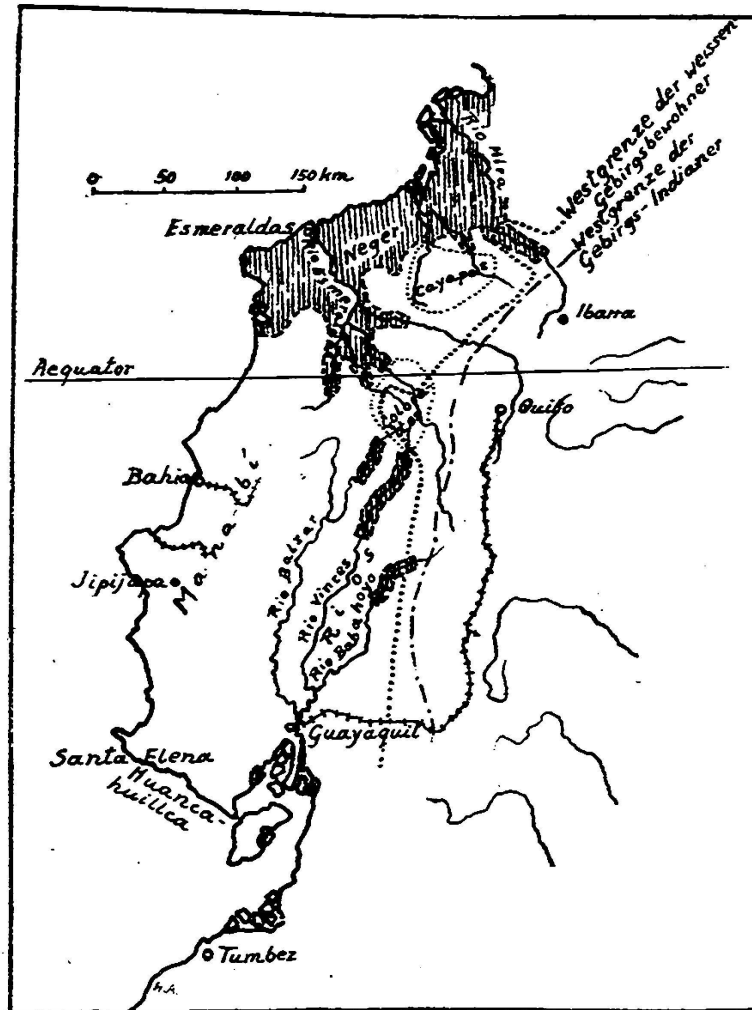 Westgrenze der weissen
Gebirgsbewohner
Westgrenze der
Gebirgs-Indianer
Rio Mira
0 50 100 150 km
Esmeraldas
Neger
Cayapas
Ibarra
Aequator
Quito
Bahia
Manabí
Jipijapa
Rio Balzar
Rio Vinces
Rios
Rio Babahoyo
Guayaquil
Santa Elena
Huanca-
huillca
Tumbez